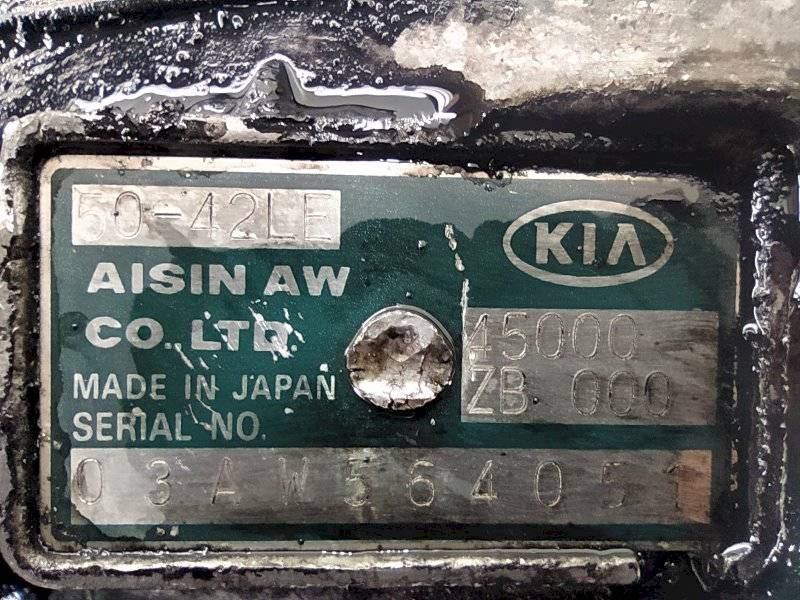 50-42LE
KIA
AISIN AW
CO. LTD.
45000
ZB 000
MADE IN JAPAN
SERIAL NO.
03AW564051